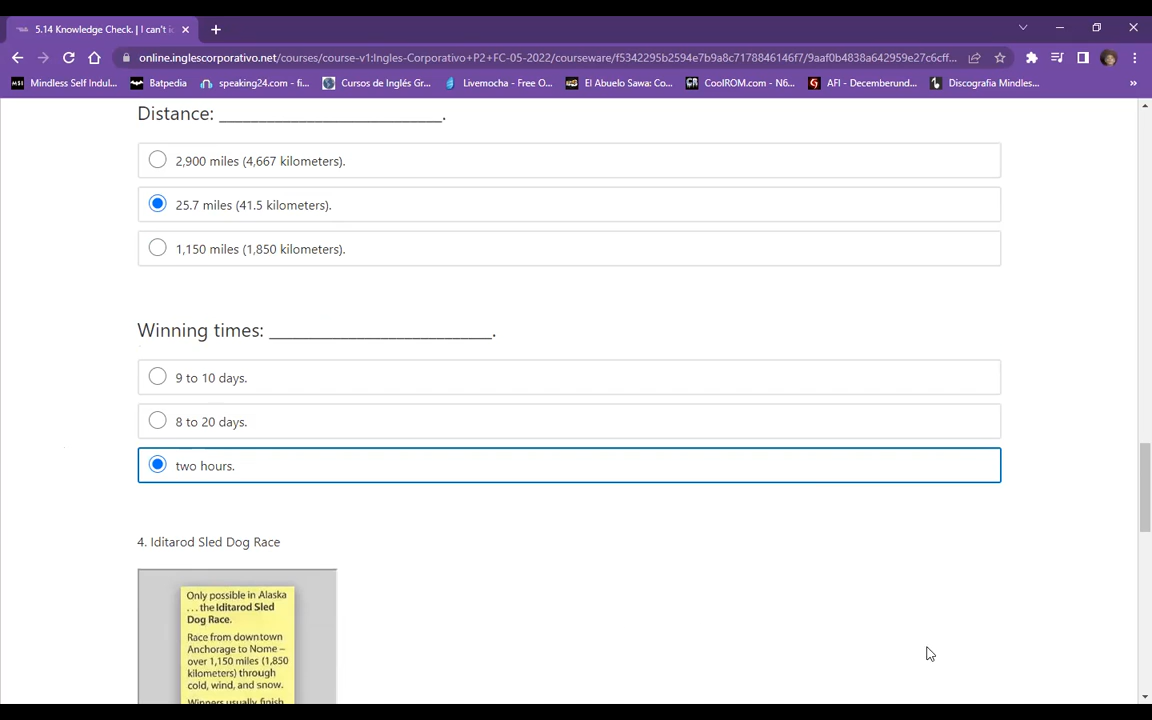 5.14 Knowledge Check. | I can't ic
online.inglescorporativo.net/courses/course-v1:Ingles-Corporativo+P2+FC-05-2022/courseware/f5342295b2594e7b9a8c7178846146f7/9aaf0b4838a642959e27c6cff...
Mindless Self Indul... Batpedia speaking24.com - fi... Cursos de Inglés Gr... Livemocha - Free O... El Abuelo Sawa: Co... CoolROM.com - N6... AFI - Decemberund... Discografia Mindles... »
Distance: ________________________.
2,900 miles (4,667 kilometers).
25.7 miles (41.5 kilometers).
1,150 miles (1,850 kilometers).
Winning times: ________________________.
9 to 10 days.
8 to 20 days.
two hours.
4. Iditarod Sled Dog Race
Only possible in Alaska
... the Iditarod Sled
Dog Race.
Race from downtown
Anchorage to Nome –
over 1,150 miles (1,850
kilometers) through
cold, wind, and snow.
Winners usually finish